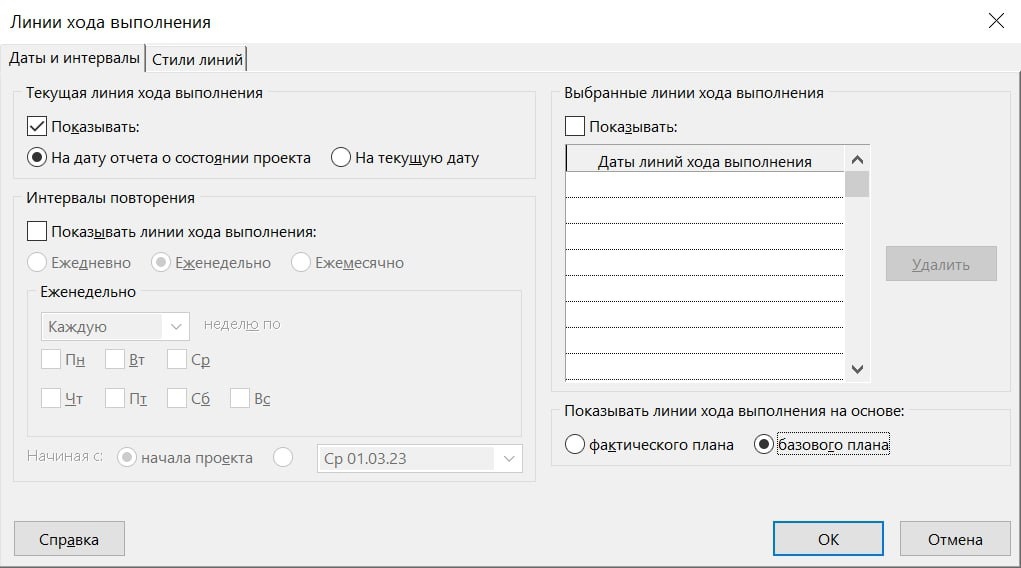 Линии хода выполнения
Даты и интервалы
Стили линий
Текущая линия хода выполнения
Показывать:
На дату отчета о состоянии проекта
На текущую дату
Интервалы повторения
Показывать линии хода выполнения:
Ежедневно
Еженедельно
Ежемесячно
Еженедельно
Каждую
неделю по
Пн
Вт
Ср
Чт
Пт
Сб
Вс
Начиная с:
начала проекта
Ср 01.03.23
Выбранные линии хода выполнения
Показывать:
Даты линий хода выполнения
Удалить
Показывать линии хода выполнения на основе:
фактического плана
базового плана
Справка
ОК
Отмена